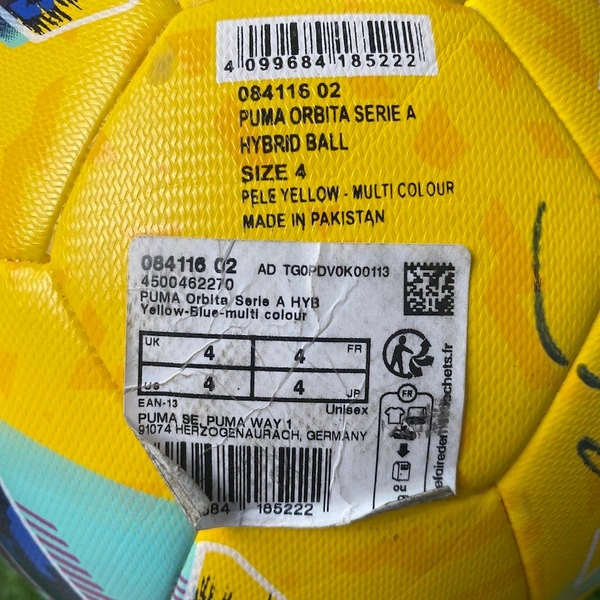 4 099684 185222
084116 02
PUMA ORBITA SERIE A
HYBRID BALL
SIZE 4
PELE YELLOW - MULTI COLOUR
MADE IN PAKISTAN
084116 02 AD TG0PDV0K00113
4500462270
PUMA Orbita Serie A HYB
Yellow-Blue-multi colour
UK 4 4 FR
US 4 4 JP
EAN-13 Unisex
PUMA SE, PUMA WAY 1
91074 HERZOGENAURACH, GERMANY
684 185222
FR
ou